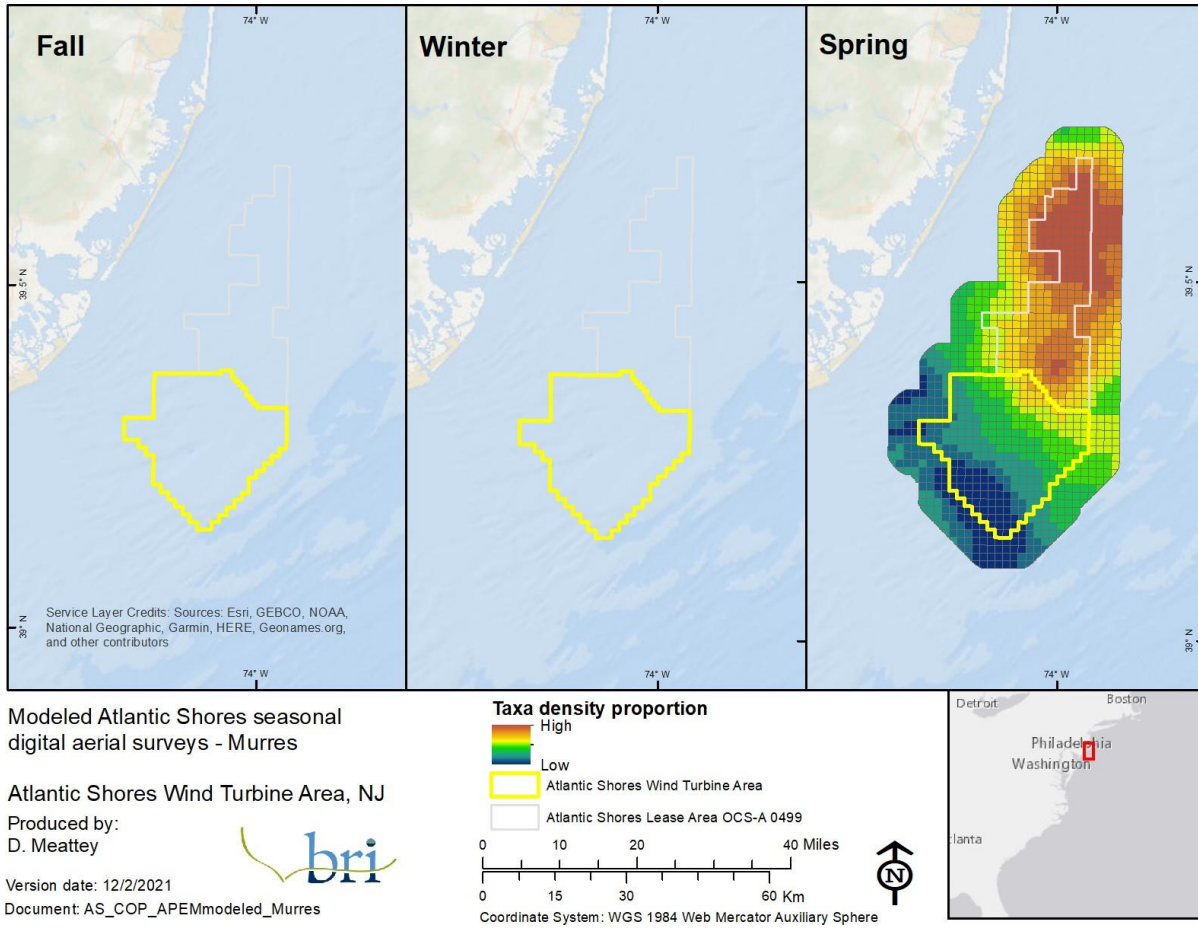 74° W
74° W
74° W
Fall
Winter
Spring
39.5° N
39.5° N
Service Layer Credits: Sources: Esri, GEBCO, NOAA,
National Geographic, Garmin, HERE, Geonames.org,
and other contributors
39° N
39° N
74° W
74° W
74° W
Modeled Atlantic Shores seasonal
digital aerial surveys - Murres
Atlantic Shores Wind Turbine Area, NJ
Produced by:
D. Meattey
bri
Version date: 12/2/2021
Document: AS_COP_APEMmodeled_Murres
Taxa density proportion
High
Low
Atlantic Shores Wind Turbine Area
Atlantic Shores Lease Area OCS-A 0499
0 10 20 40 Miles
0 15 30 60 Km
Coordinate System: WGS 1984 Web Mercator Auxiliary Sphere
N
Detroit
Boston
Philadelphia
Washington
lanta